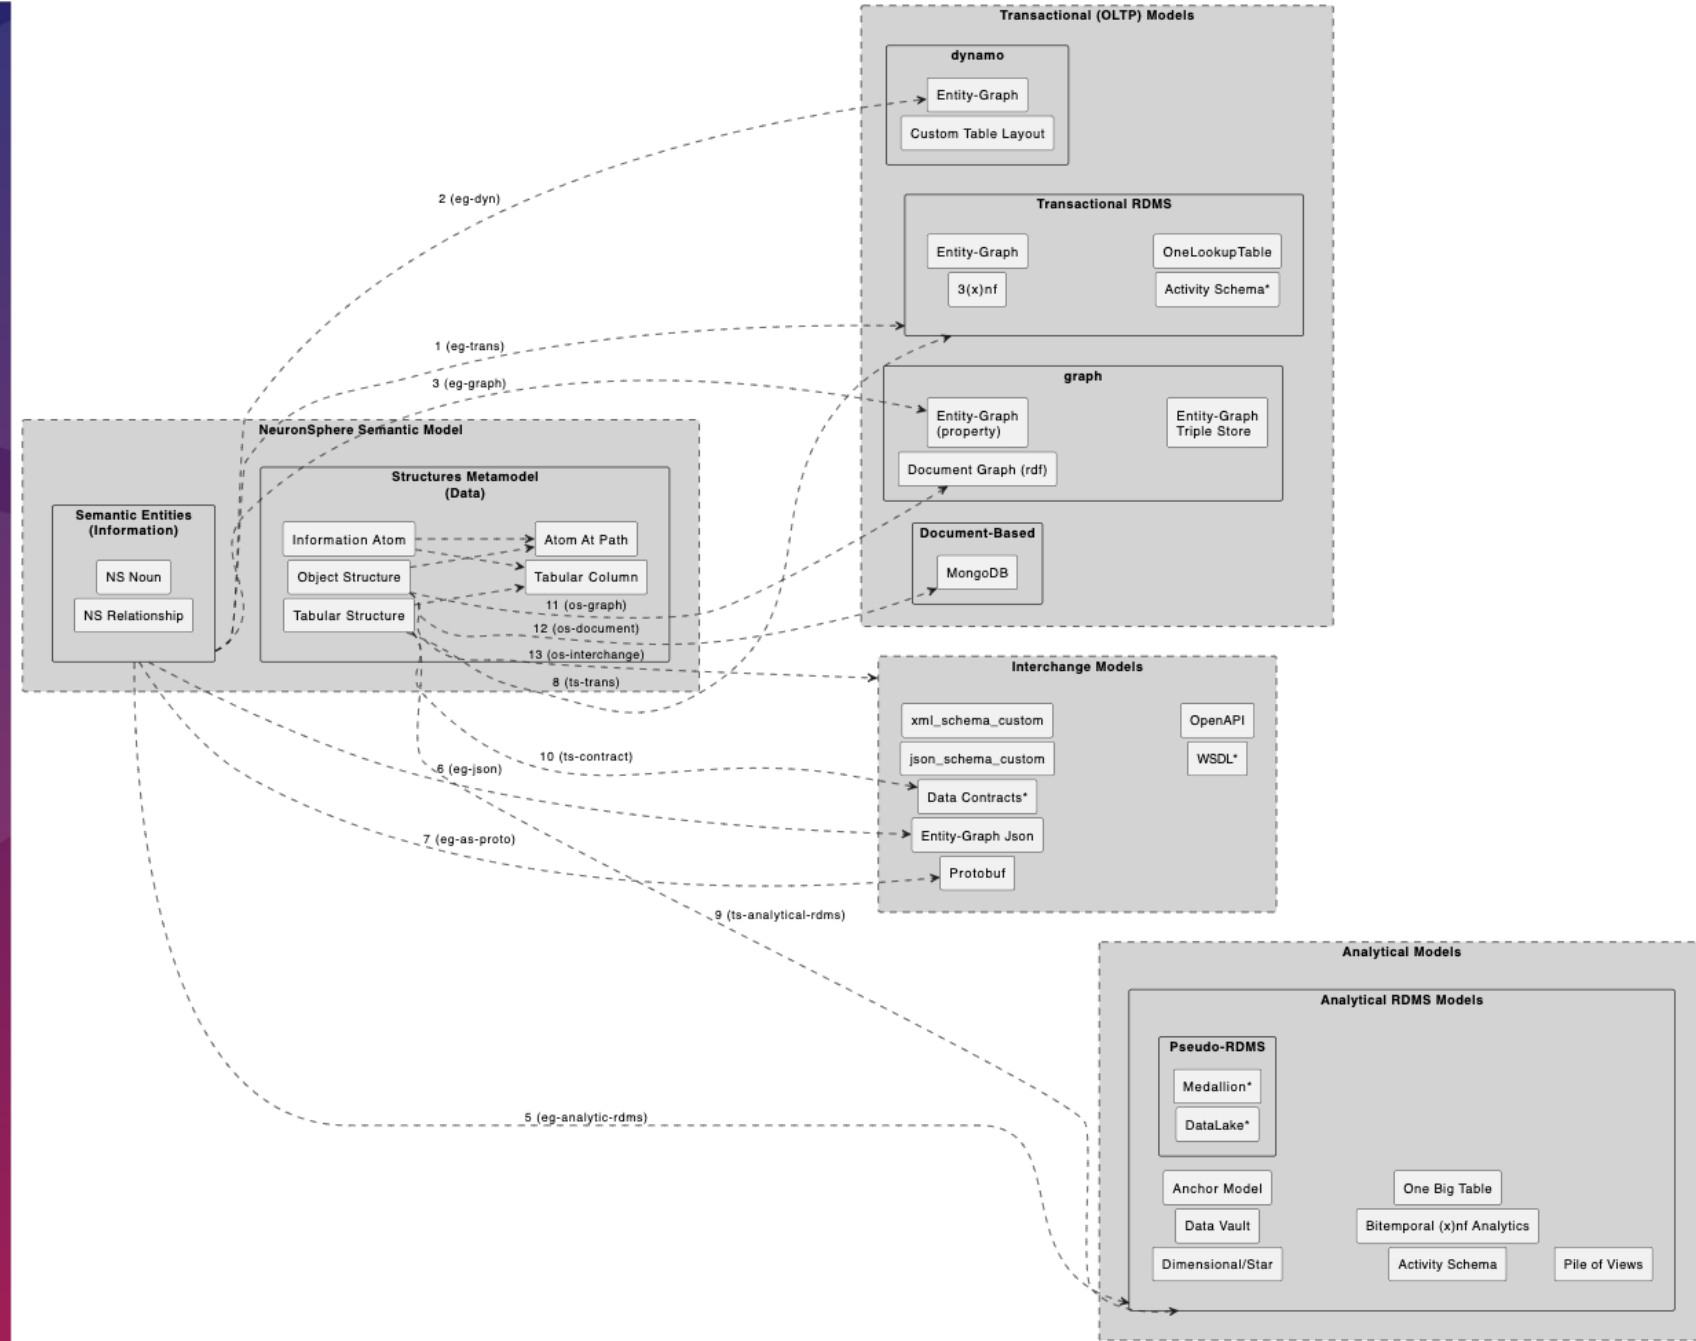 Transactional (OLTP) Models
dynamo
Entity-Graph
Custom Table Layout
2 (eg-dyn)
Transactional RDMS
Entity-Graph
OneLookupTable
3(x)nf
Activity Schema*
1 (eg-trans)
3 (eg-graph)
graph
Entity-Graph
(property)
Entity-Graph
Triple Store
Document Graph (rdf)
Document-Based
MongoDB
NeuronSphere Semantic Model
Structures Metamodel
(Data)
Semantic Entities
(Information)
NS Noun
NS Relationship
Information Atom
Atom At Path
Object Structure
Tabular Column
Tabular Structure
11 (os-graph)
12 (os-document)
13 (os-interchange)
8 (ts-trans)
Interchange Models
xml_schema_custom
OpenAPI
json_schema_custom
WSDL*
10 (ts-contract)
6 (eg-json)
Data Contracts*
Entity-Graph Json
7 (eg-as-proto)
Protobuf
9 (ts-analytical-rdms)
Analytical Models
Analytical RDMS Models
Pseudo-RDMS
Medallion*
DataLake*
5 (eg-analytic-rdms)
Anchor Model
One Big Table
Data Vault
Bitemporal (x)nf Analytics
Dimensional/Star
Activity Schema
Pile of Views